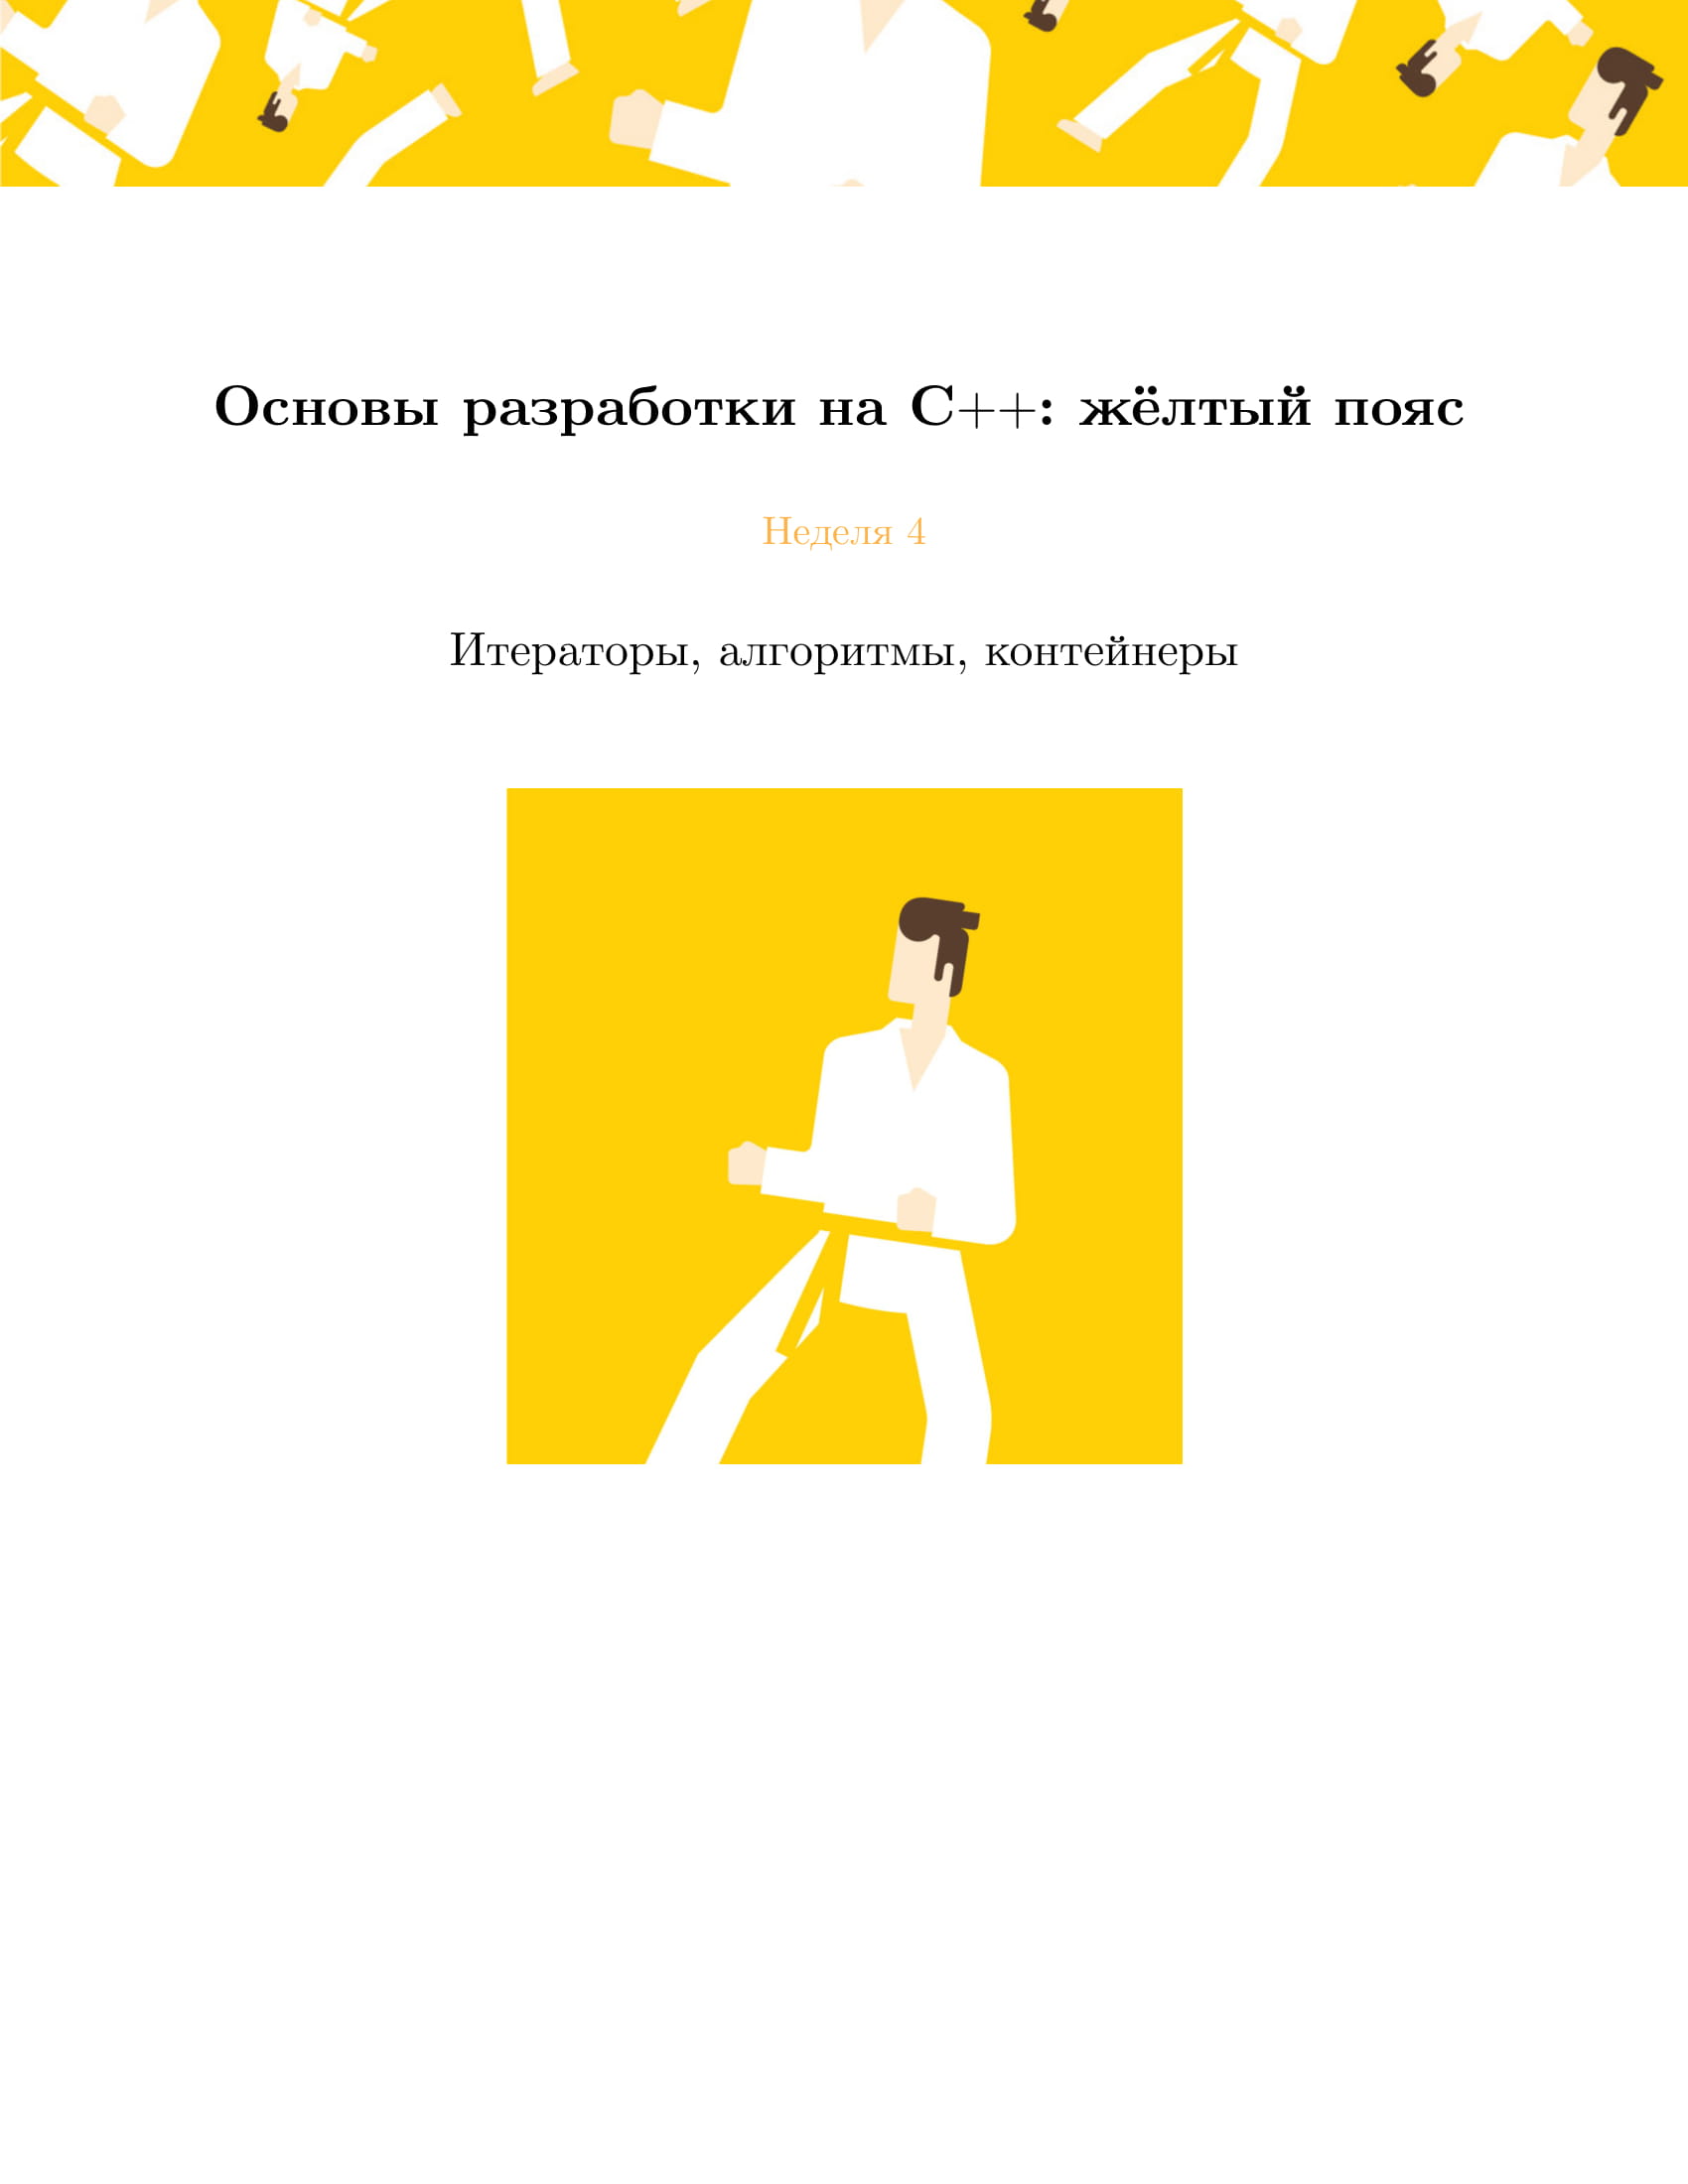 Основы разработки на C++: жёлтый пояс
Неделя 4
Итераторы, алгоритмы, контейнеры